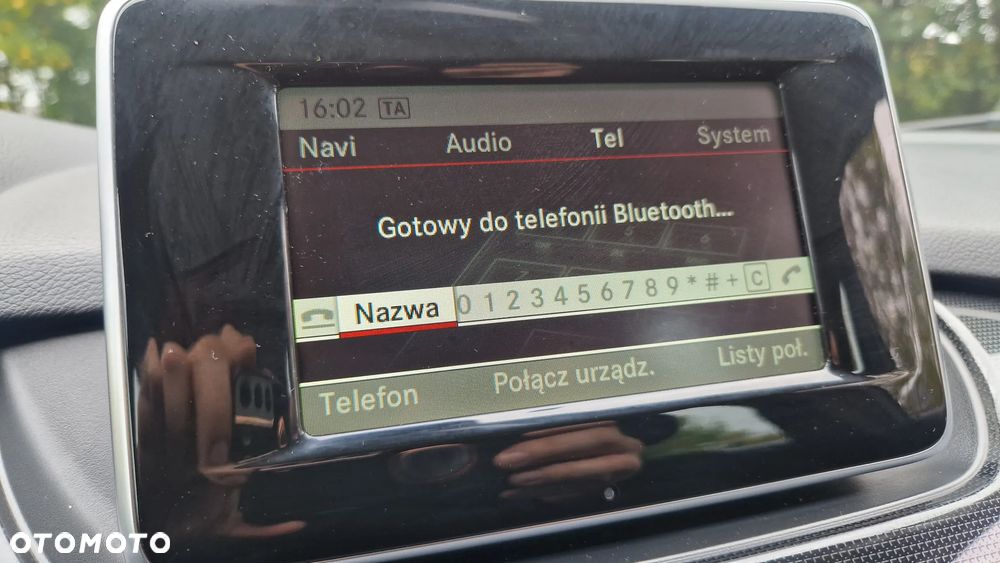 16:02 TA
Navi Audio Tel System
Gotowy do telefonii Bluetooth...
Nazwa 0 1 2 3 4 5 6 7 8 9 * # + C
Telefon Połącz urządz. Listy poł.
OTOMOTO